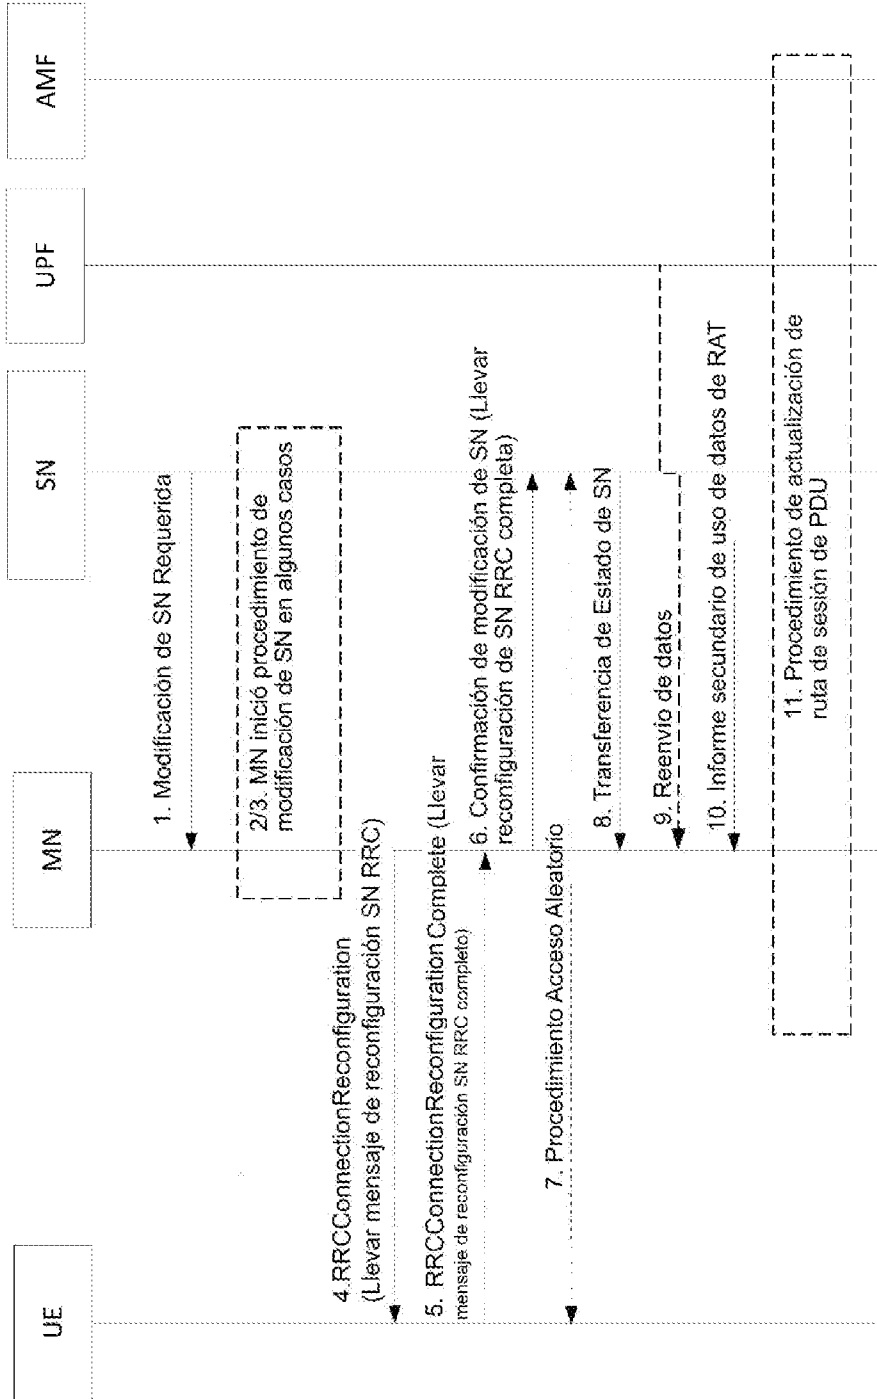 UE
MN
SN
UPF
AMF
1. Modificación de SN Requerida
2/3. MN inició procedimiento de
modificación de SN en algunos casos
4.RRCConnectionReconfiguration
(Llevar mensaje de reconfiguración SN RRC)
5. RRCConnectionReconfiguration Complete (Llevar
mensaje de reconfiguración SN RRC completo)
6. Confirmación de modificación de SN (Llevar
reconfiguración de SN RRC completa)
7. Procedimiento Acceso Aleatorio
8. Transferencia de Estado de SN
9. Reenvio de datos
10. Informe secundario de uso de datos de RAT
11. Procedimiento de actualización de
ruta de sesión de PDU